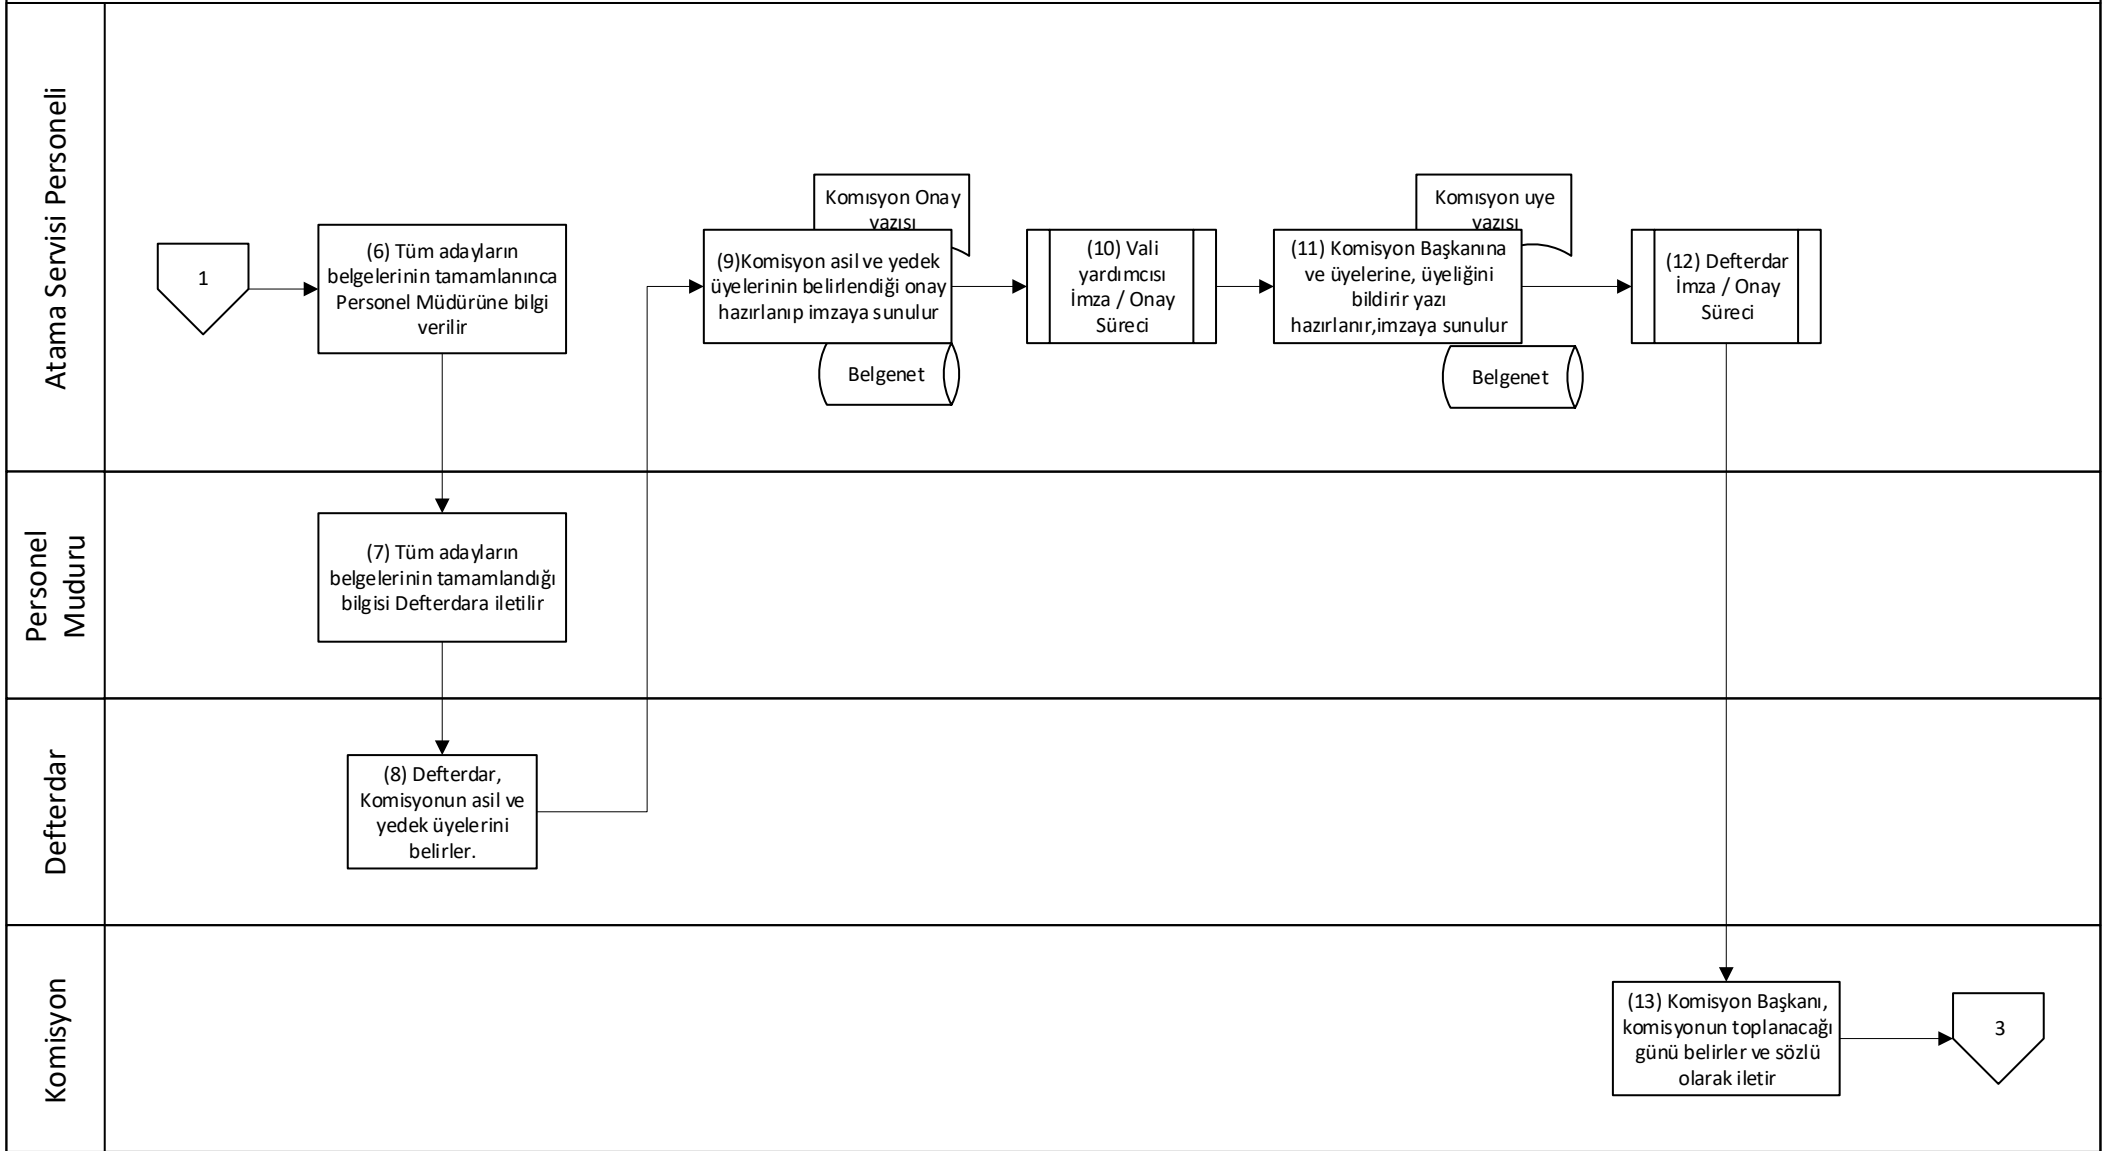 Atama Servisi Personeli
1
(6) Tüm adayların
belgelerinin tamamlanınca
Personel Müdürüne bilgi
verilir
Komısyon Onay
yazısı
(9)Komisyon asil ve yedek
üyelerinin belirlendiği onay
hazırlanıp imzaya sunulur
Belgenet
(10) Vali
yardımcısı
İmza / Onay
Süreci
Komısyon uye
yazısı
(11) Komisyon Başkanına
ve üyelerine, üyeliğini
bildirir yazı
hazırlanır,imzaya sunulur
Belgenet
(12) Defterdar
İmza / Onay
Süreci
Personel
Muduru
(7) Tüm adayların
belgelerinin tamamlandığı
bilgisi Defterdara iletilir
Defterdar
(8) Defterdar,
Komisyonun asil ve
yedek üyelerini
belirler.
Komisyon
(13) Komisyon Başkanı,
komisyonun toplanacağı
günü belirler ve sözlü
olarak iletir
3